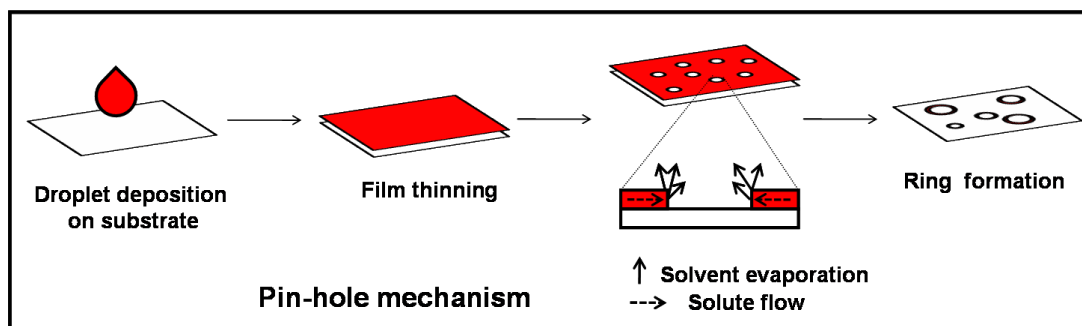 Droplet deposition
on substrate
Film thinning
Ring formation
Solvent evaporation
Solute flow
Pin-hole mechanism